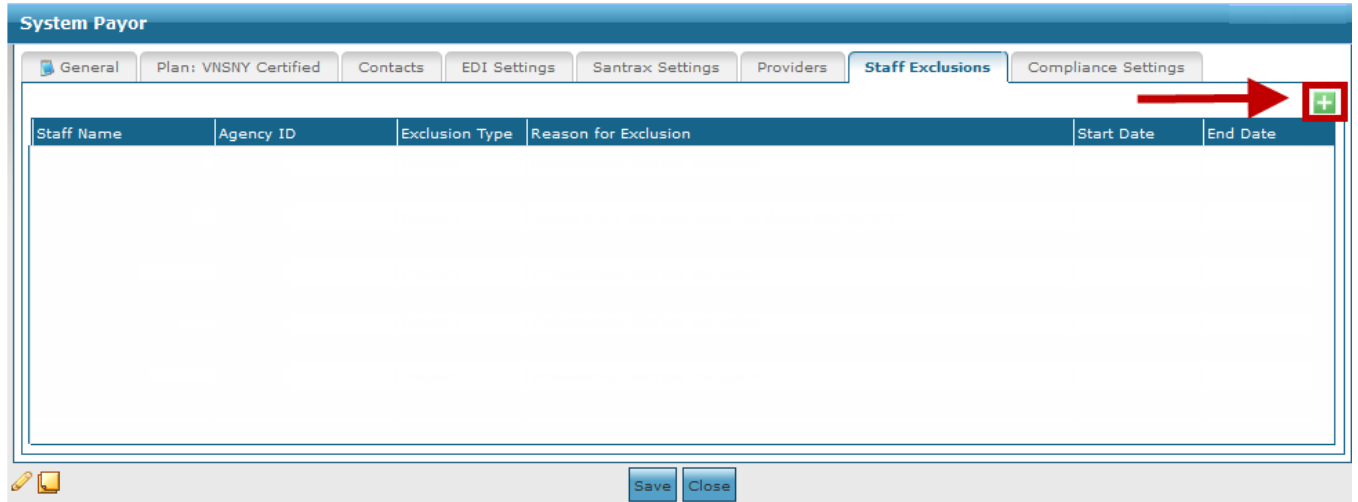 System Payor
General Plan: VNSNY Certified Contacts EDI Settings Santrax Settings Providers Staff Exclusions Compliance Settings
Staff Name Agency ID Exclusion Type Reason for Exclusion Start Date End Date
Save Close